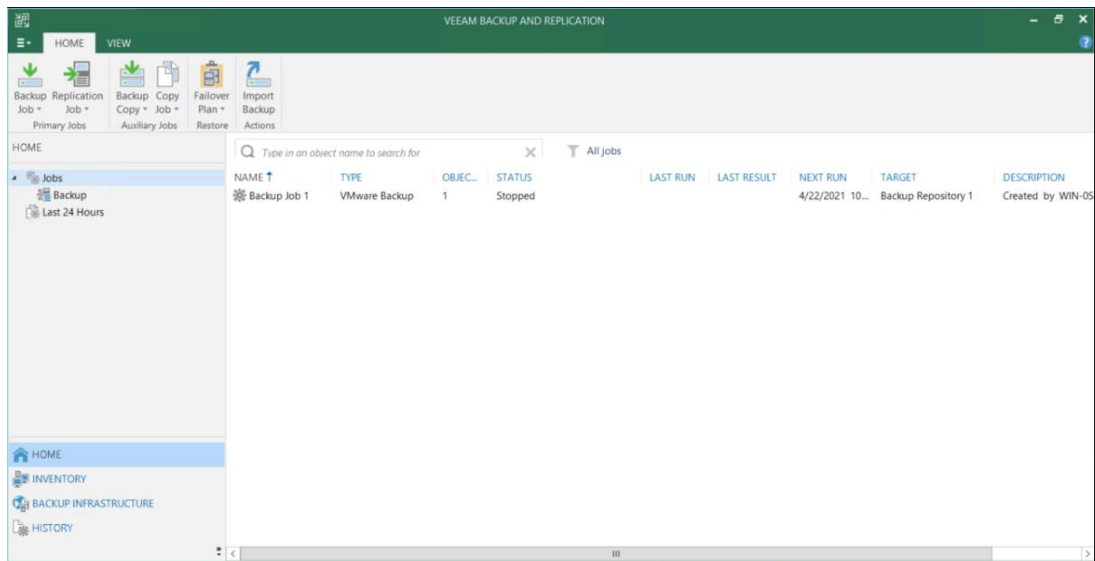 VEEAM BACKUP AND REPLICATION
HOME VIEW
Backup Job Replication Job Backup Copy Copy Job Failover Plan Import Backup
Primary Jobs Auxiliary Jobs Restore Actions
HOME
Type in an object name to search for All jobs
Jobs
Backup
Last 24 Hours
NAME TYPE OBJEC... STATUS LAST RUN LAST RESULT NEXT RUN TARGET DESCRIPTION
Backup Job 1 VMware Backup 1 Stopped 4/22/2021 10... Backup Repository 1 Created by WIN-0S
HOME
INVENTORY
BACKUP INFRASTRUCTURE
HISTORY